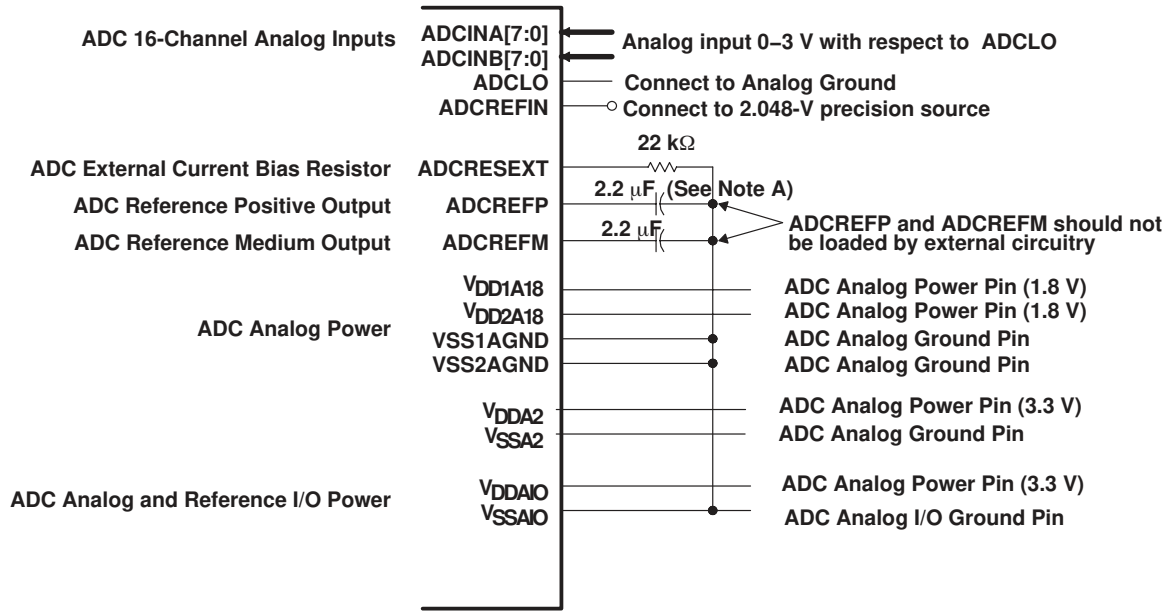 ADC 16-Channel Analog Inputs
ADCINA[7:0]
ADCINB[7:0]
Analog input 0–3 V with respect to ADCLO
ADCLO
Connect to Analog Ground
ADCREFIN
Connect to 2.048-V precision source
22 kΩ
ADC External Current Bias Resistor
ADCRESEXT
2.2 μF (See Note A)
ADC Reference Positive Output
ADCREFP
ADCREFP and ADCREFM should not
be loaded by external circuitry
2.2 μF
ADC Reference Medium Output
ADCREFM
VDD1A18
ADC Analog Power Pin (1.8 V)
VDD2A18
ADC Analog Power Pin (1.8 V)
ADC Analog Power
VSS1AGND
ADC Analog Ground Pin
VSS2AGND
ADC Analog Ground Pin
VDDA2
ADC Analog Power Pin (3.3 V)
VSSA2
ADC Analog Ground Pin
ADC Analog and Reference I/O Power
VDDAIO
ADC Analog Power Pin (3.3 V)
VSSAIO
ADC Analog I/O Ground Pin